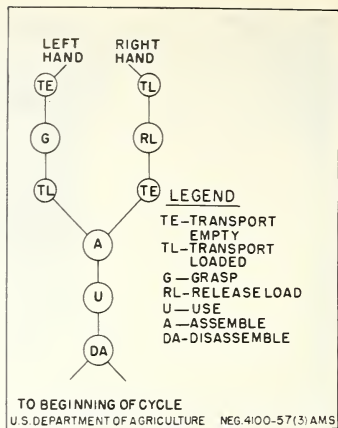 LEFT HAND
RIGHT HAND
TE
TL
G
RL
TL
TE
A
U
DA
LEGEND
TE–TRANSPORT
EMPTY
TL–TRANSPORT
LOADED
G–GRASP
RL–RELEASE LOAD
U–USE
A–ASSEMBLE
DA-DISASSEMBLE
TO BEGINNING OF CYCLE
U.S. DEPARTMENT OF AGRICULTURE NEG. 4100-57(3) AMS